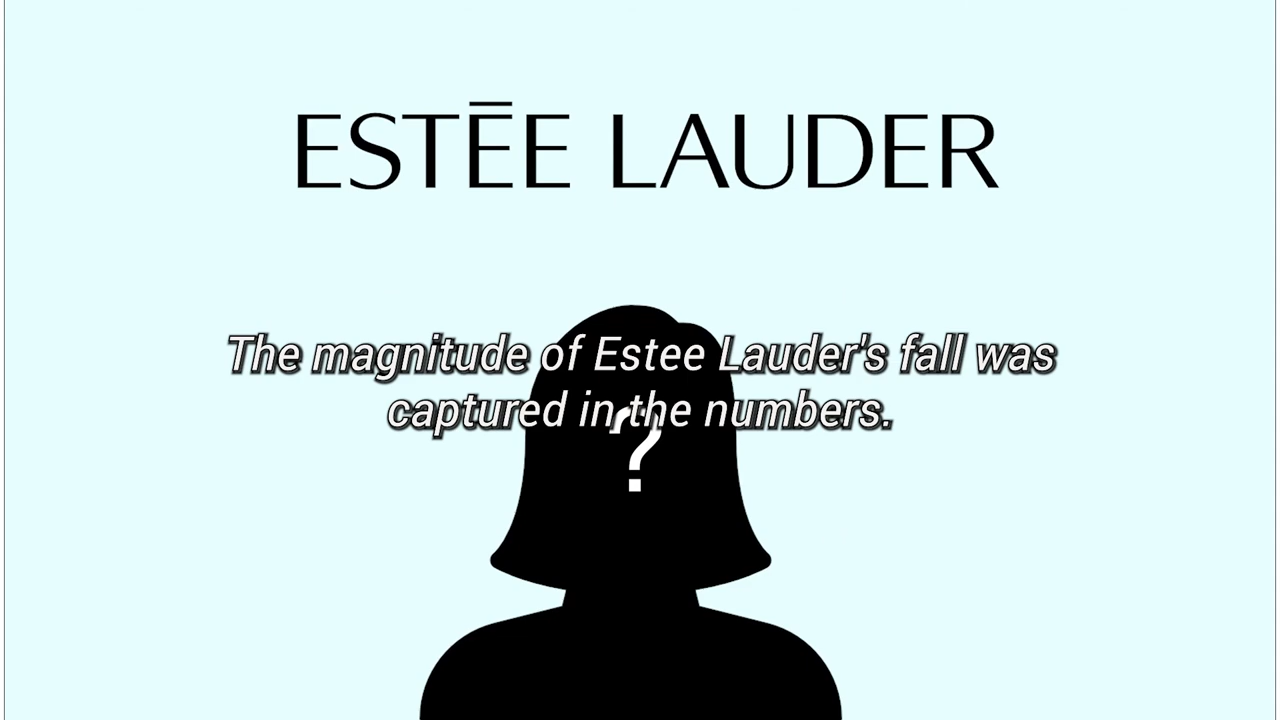 ESTĒE LAUDER
The magnitude of Estee Lauder's fall was
captured in the numbers.
?